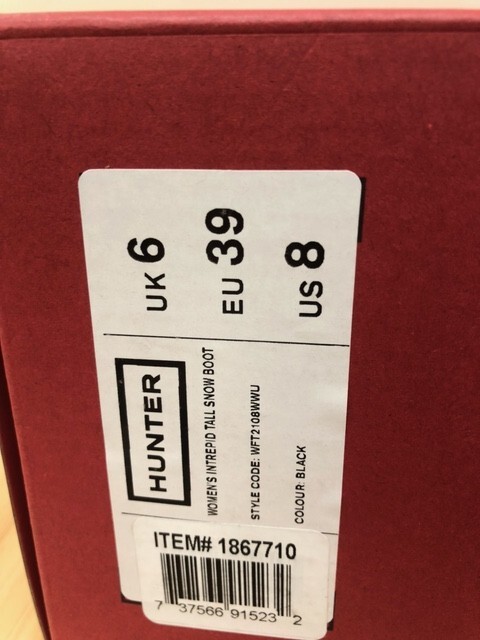 UK 6
EU 39
US 8
HUNTER
WOMEN'S INTREPID TALL SNOW BOOT
STYLE CODE: WFT2108WWU
COLOUR: BLACK
ITEM# 1867710
7 37566 91523 2